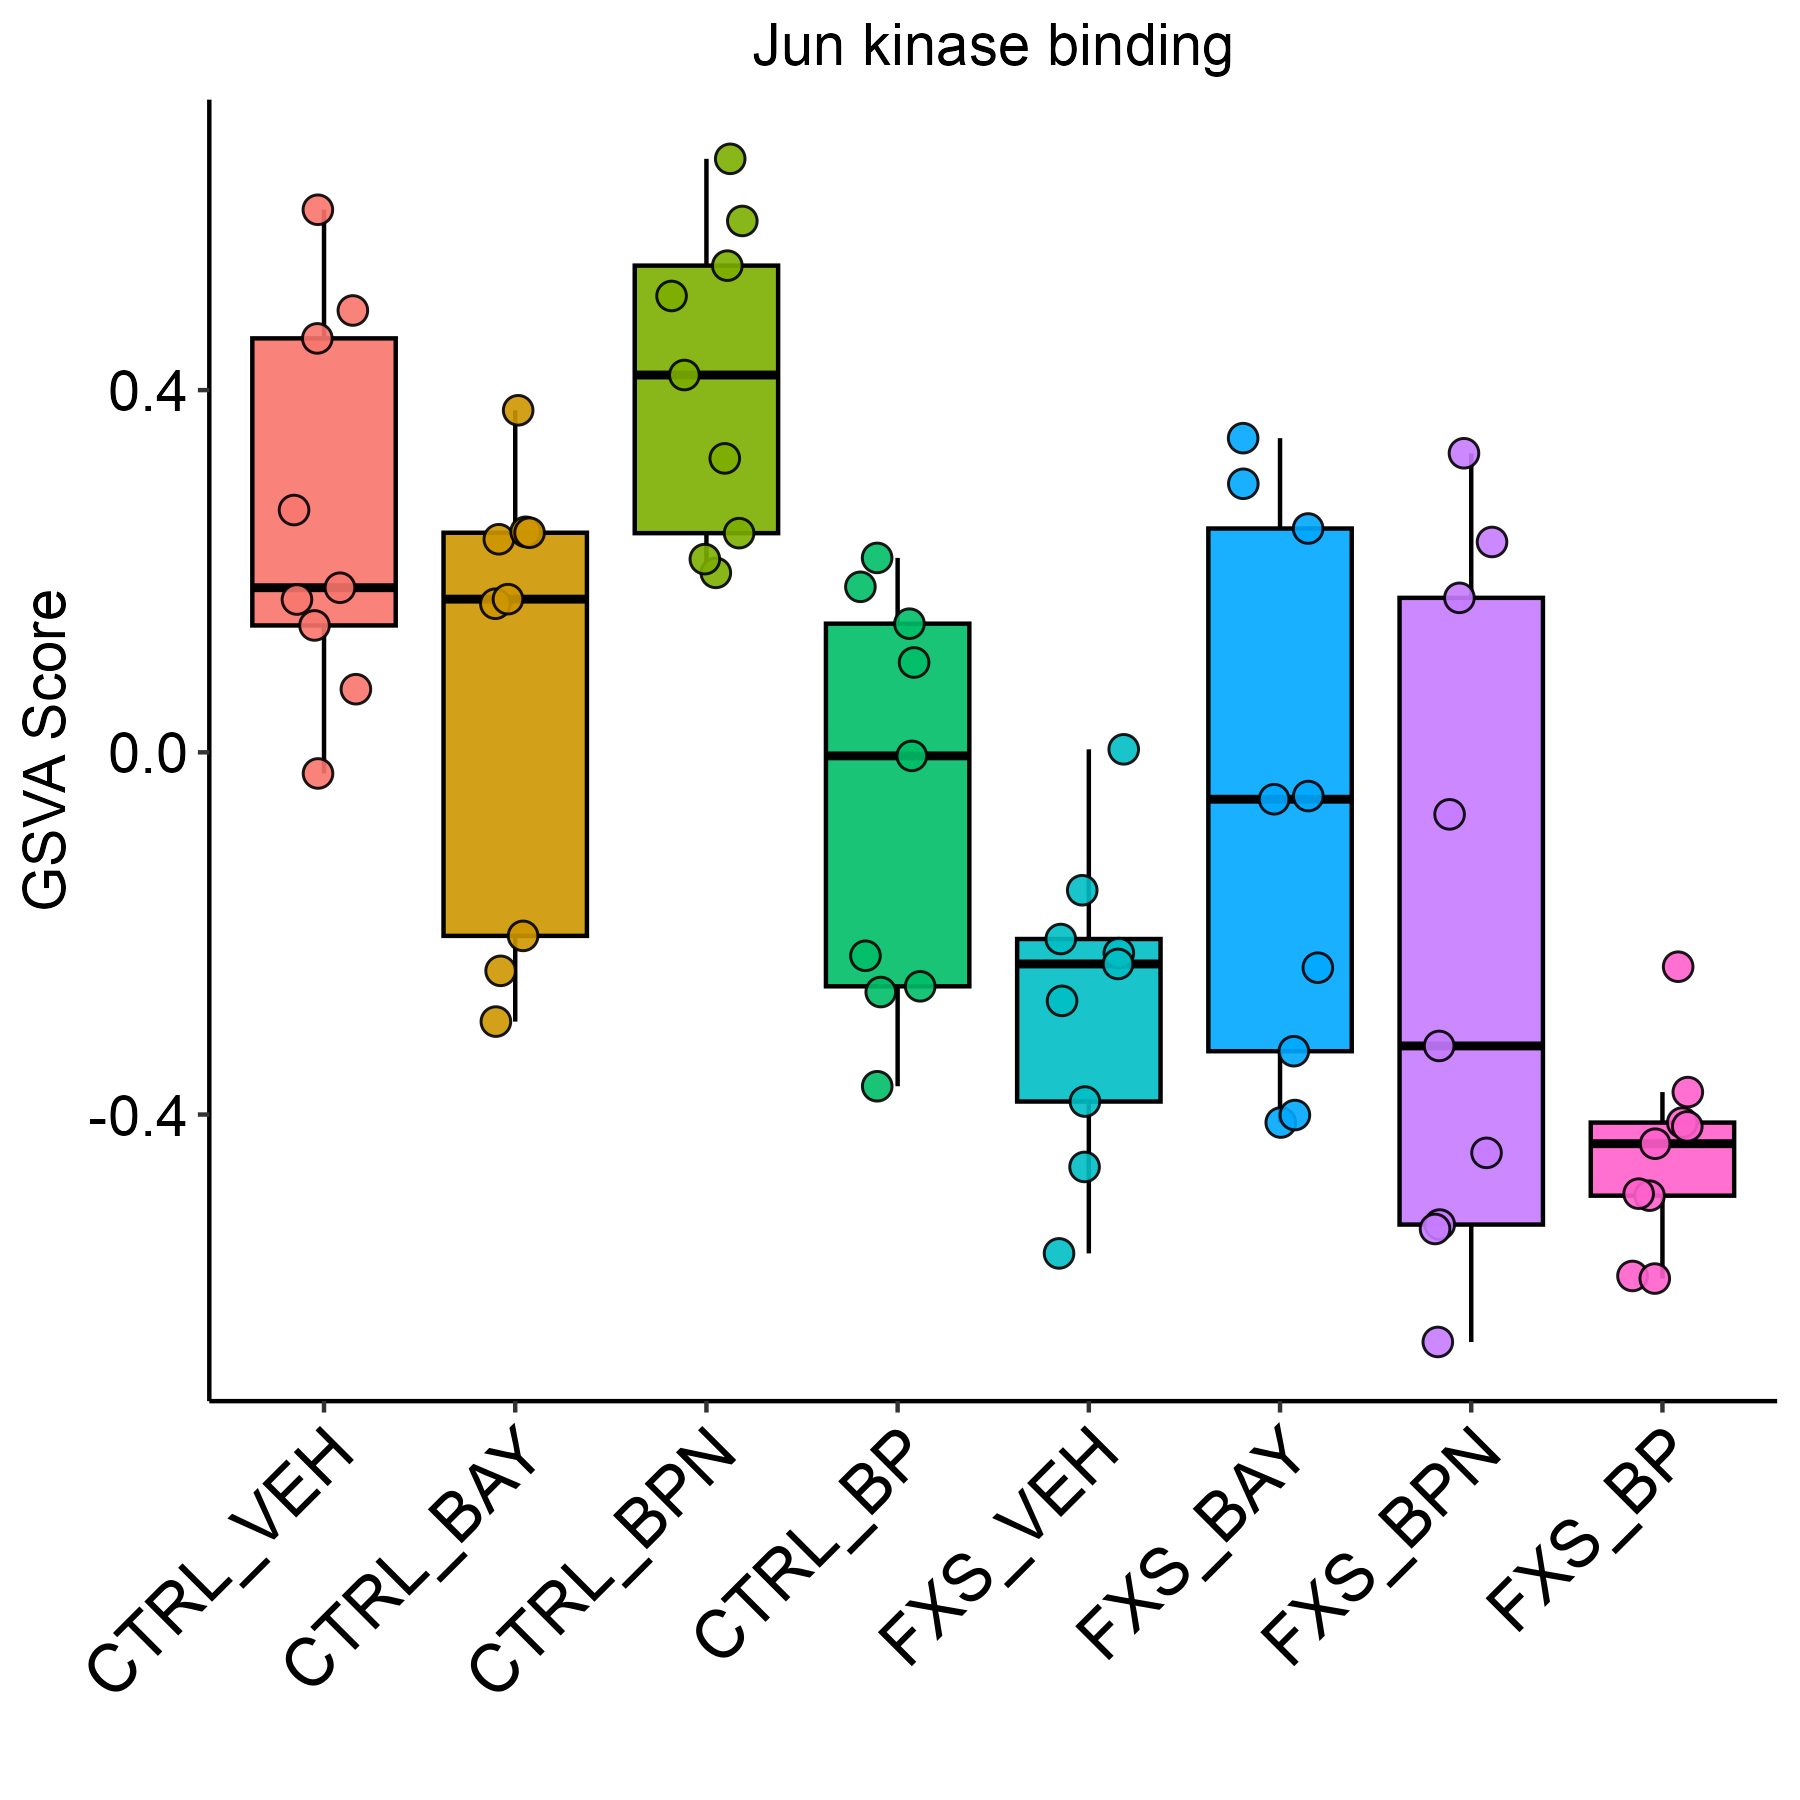 Jun kinase binding
GSVA Score
0.4
0.0
-0.4
CTRL_VEH
CTRL_BAY
CTRL_BPN
CTRL_BP
FXS_VEH
FXS_BAY
FXS_BPN
FXS_BP